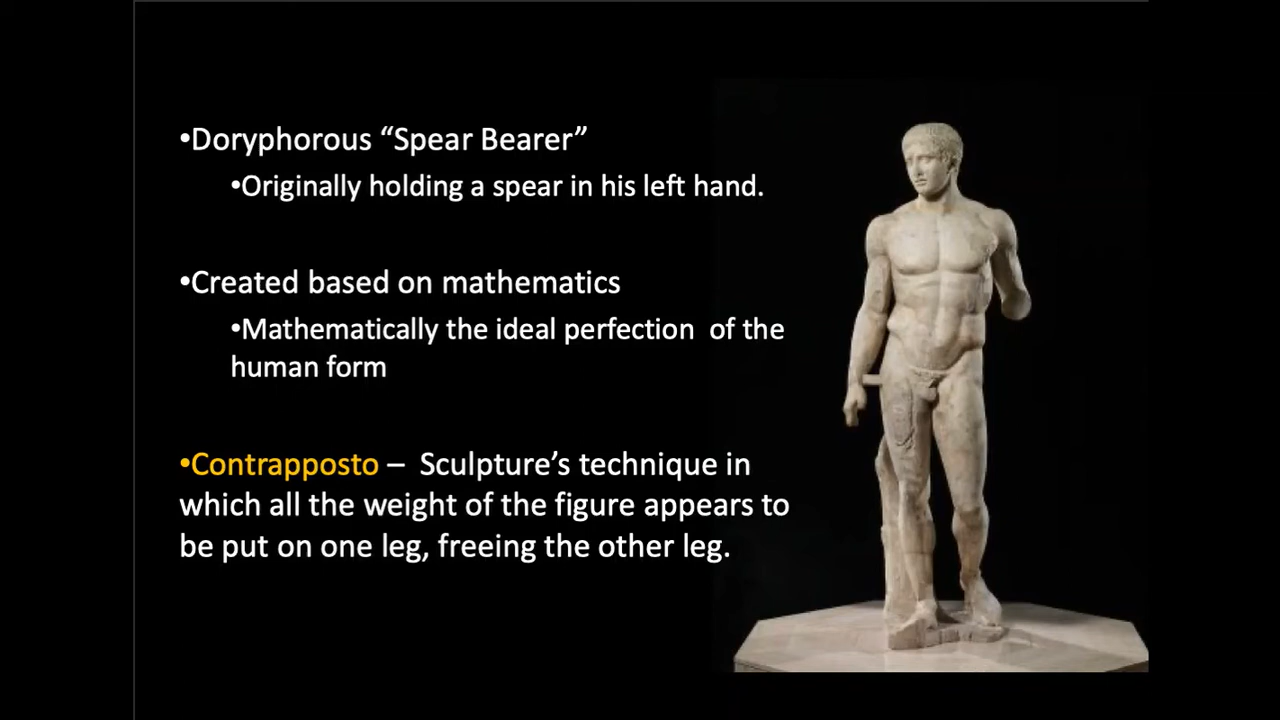 •Doryphorous “Spear Bearer”
•Originally holding a spear in his left hand.
•Created based on mathematics
•Mathematically the ideal perfection  of the
human form
•Contrapposto –  Sculpture’s technique in
which all the weight of the figure appears to
be put on one leg, freeing the other leg.